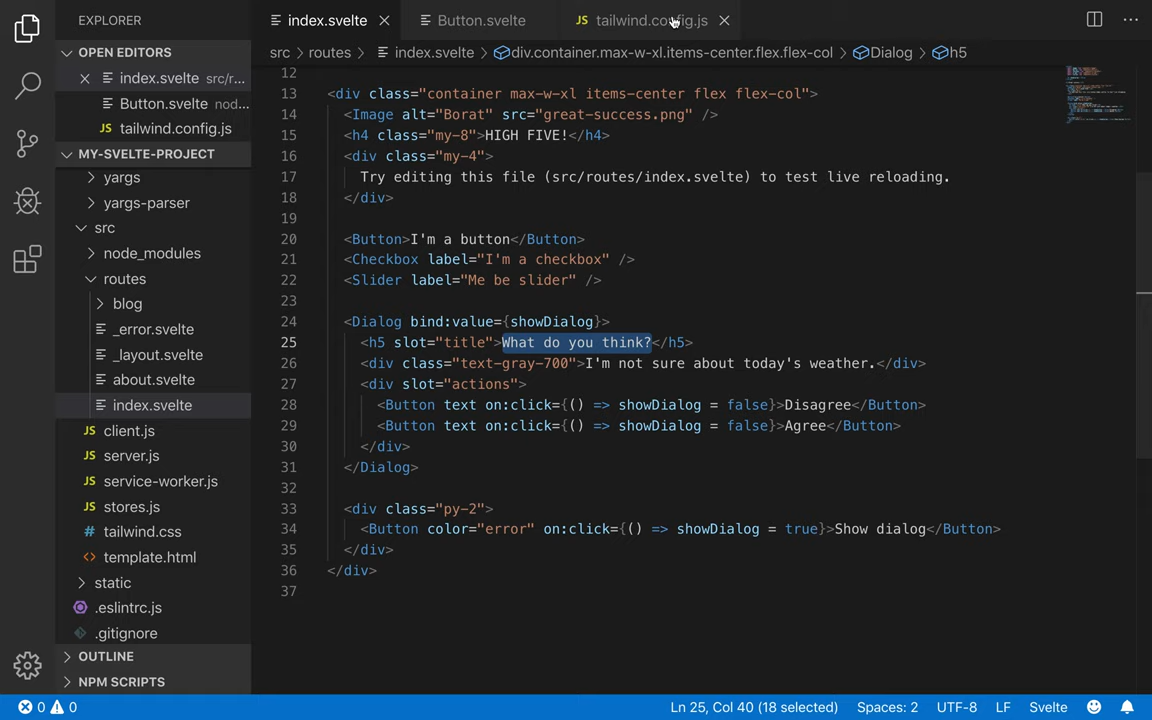 EXPLORER
index.svelte
Button.svelte
JS tailwind.config.js
OPEN EDITORS
src > routes > index.svelte > div.container.max-w-xl.items-center.flex.flex-col > Dialog > h5
index.svelte src/r...
Button.svelte nod...
JS tailwind.config.js
MY-SVELTE-PROJECT
yargs
yargs-parser
src
node_modules
routes
blog
_error.svelte
_layout.svelte
about.svelte
index.svelte
JS client.js
JS server.js
JS service-worker.js
JS stores.js
# tailwind.css
<> template.html
static
.eslintrc.js
.gitignore
OUTLINE
NPM SCRIPTS
12
13 <div class="container max-w-xl items-center flex flex-col">
14 <Image alt="Borat" src="great-success.png" />
15 <h4 class="my-8">HIGH FIVE!</h4>
16 <div class="my-4">
17 Try editing this file (src/routes/index.svelte) to test live reloading.
18 </div>
19
20 <Button>I'm a button</Button>
21 <Checkbox label="I'm a checkbox" />
22 <Slider label="Me be slider" />
23
24 <Dialog bind:value={showDialog}>
25 <h5 slot="title">What do you think?</h5>
26 <div class="text-gray-700">I'm not sure about today's weather.</div>
27 <div slot="actions">
28 <Button text on:click={() => showDialog = false}>Disagree</Button>
29 <Button text on:click={() => showDialog = false}>Agree</Button>
30 </div>
31 </Dialog>
32
33 <div class="py-2">
34 <Button color="error" on:click={() => showDialog = true}>Show dialog</Button>
35 </div>
36 </div>
37
0 0
Ln 25, Col 40 (18 selected)
Spaces: 2
UTF-8
LF
Svelte